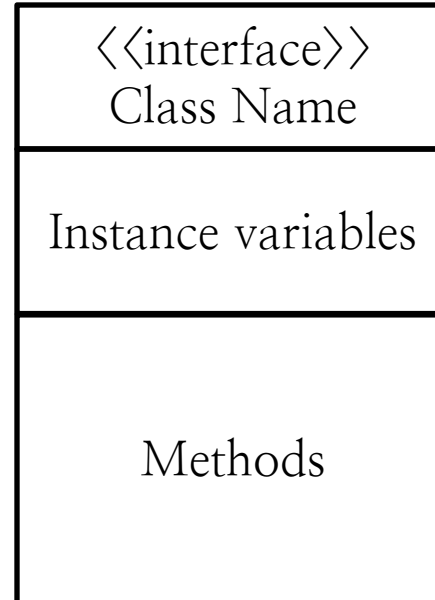 〈〈interface〉〉
Class Name
Instance variables
Methods